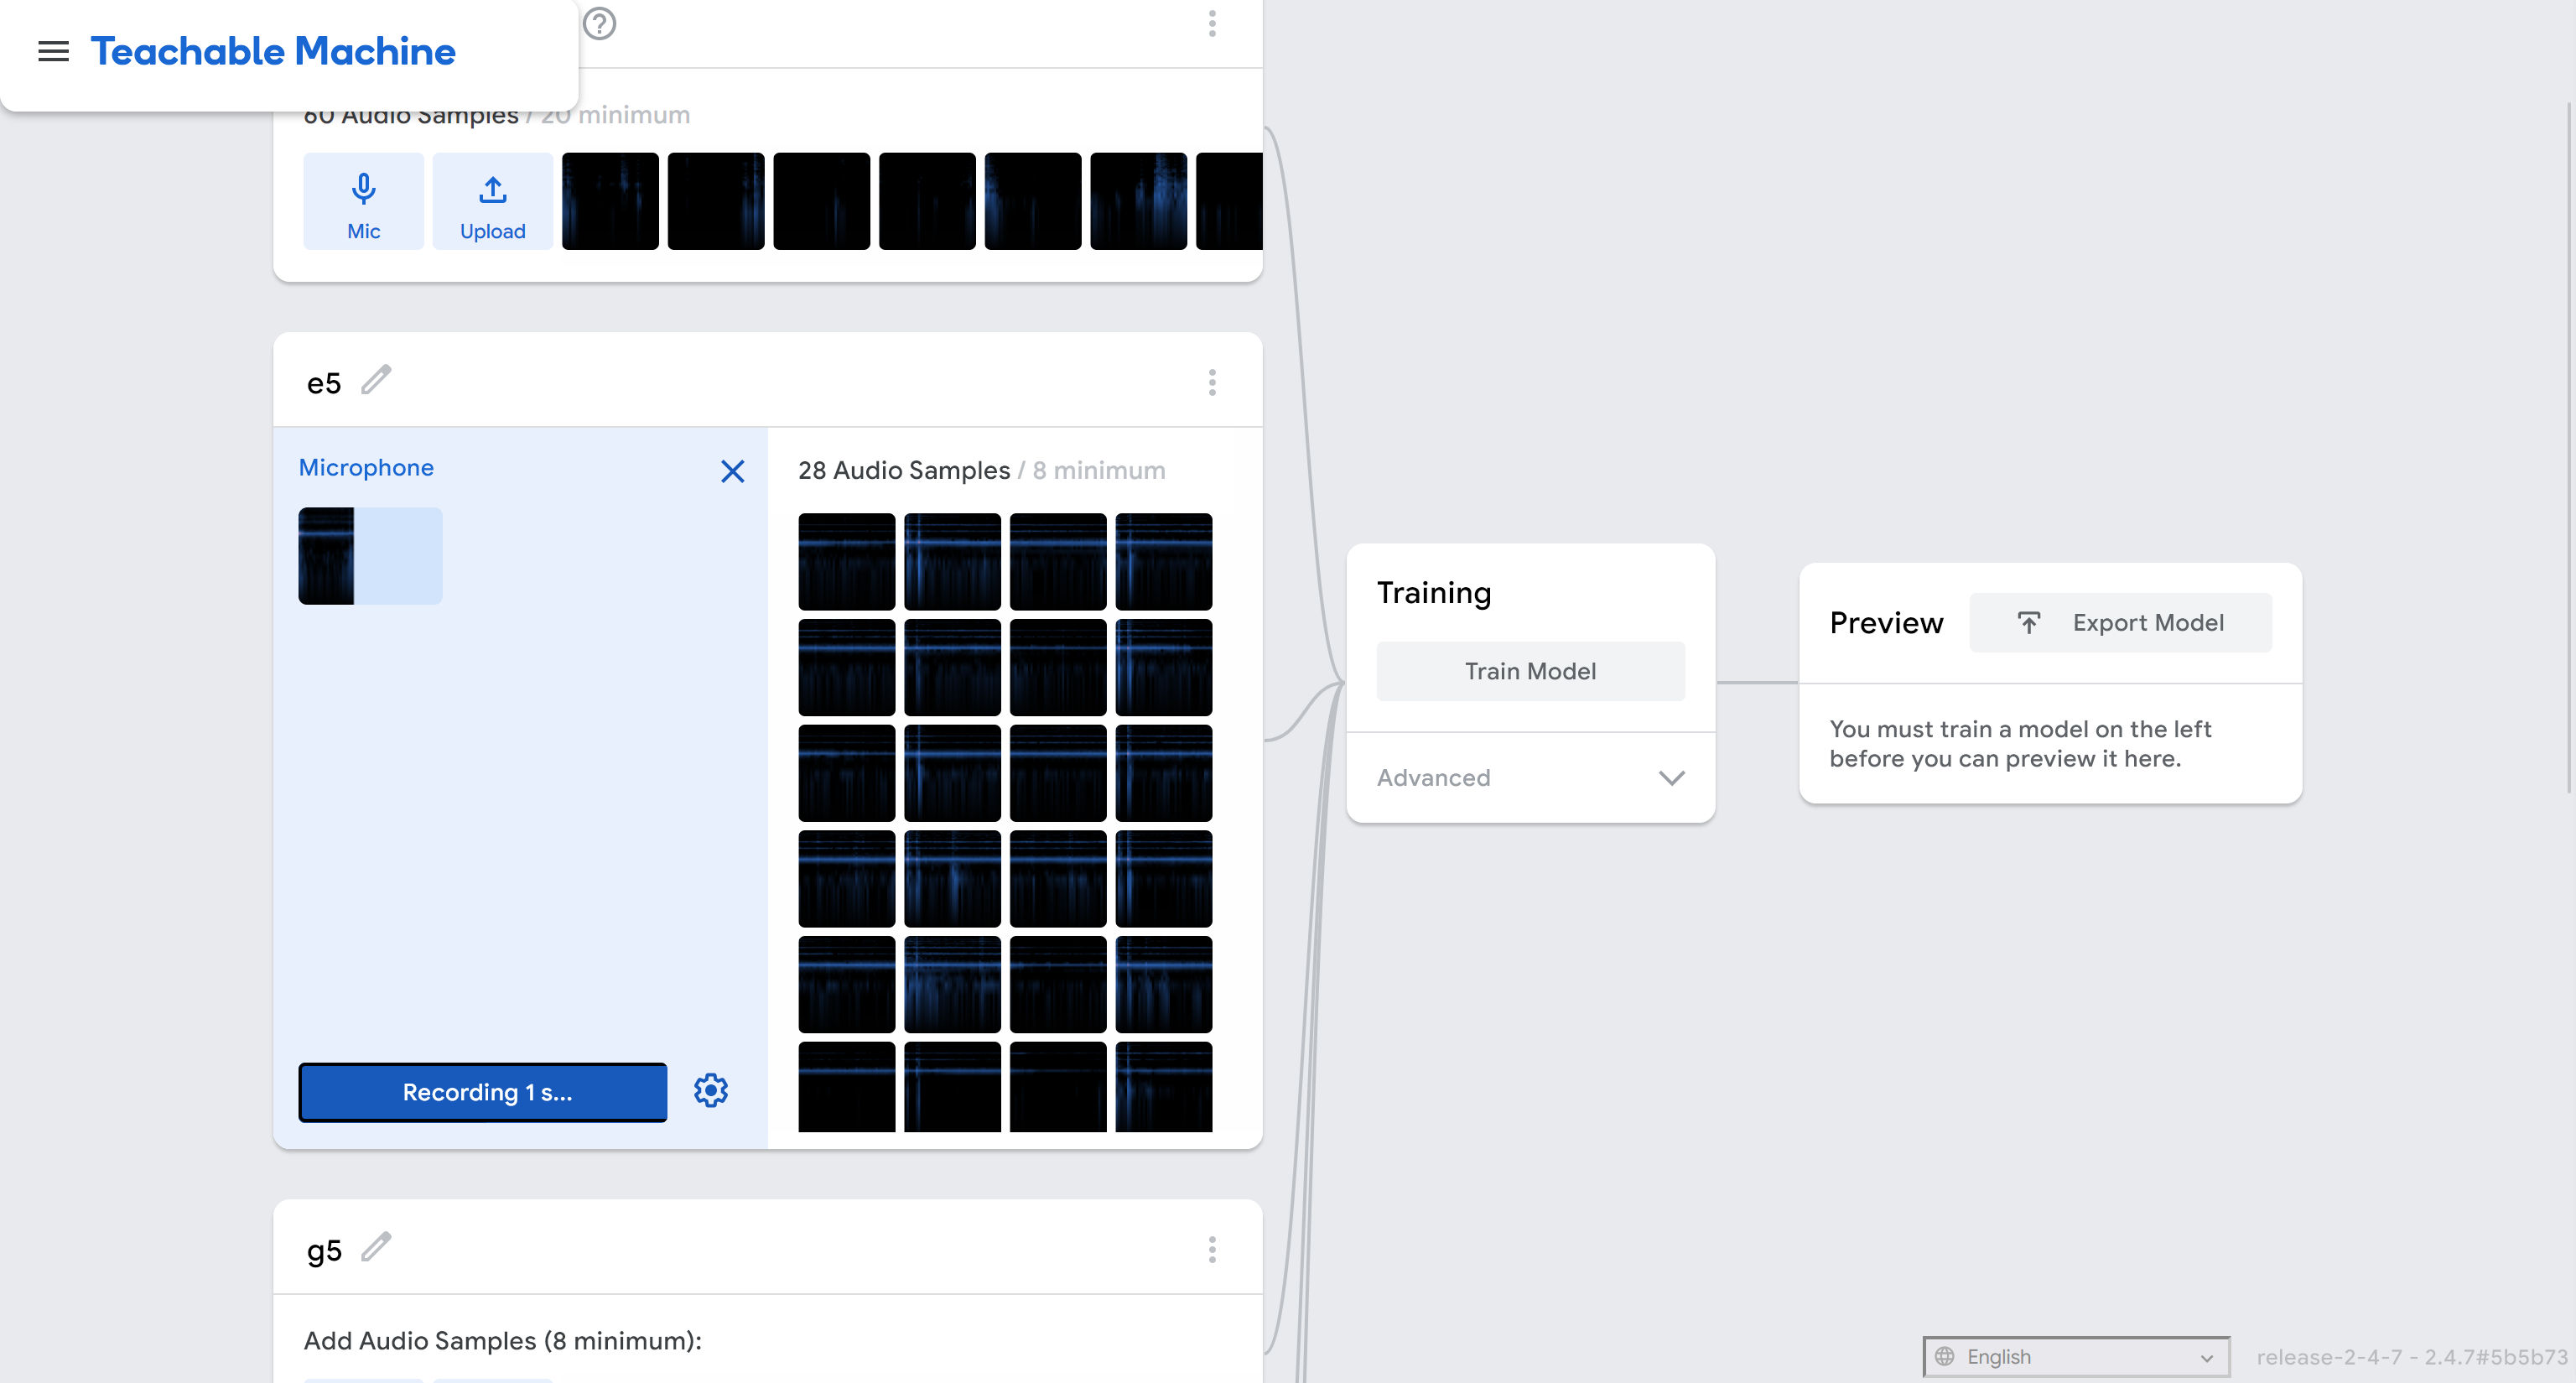 Teachable Machine
60 Audio Samples / 20 minimum
Mic
Upload
e5
Microphone
28 Audio Samples / 8 minimum
Recording 1 s...
g5
Add Audio Samples (8 minimum):
Training
Train Model
Advanced
Preview
Export Model
You must train a model on the left
before you can preview it here.
English
release-2-4-7 - 2.4.7#5b5b73